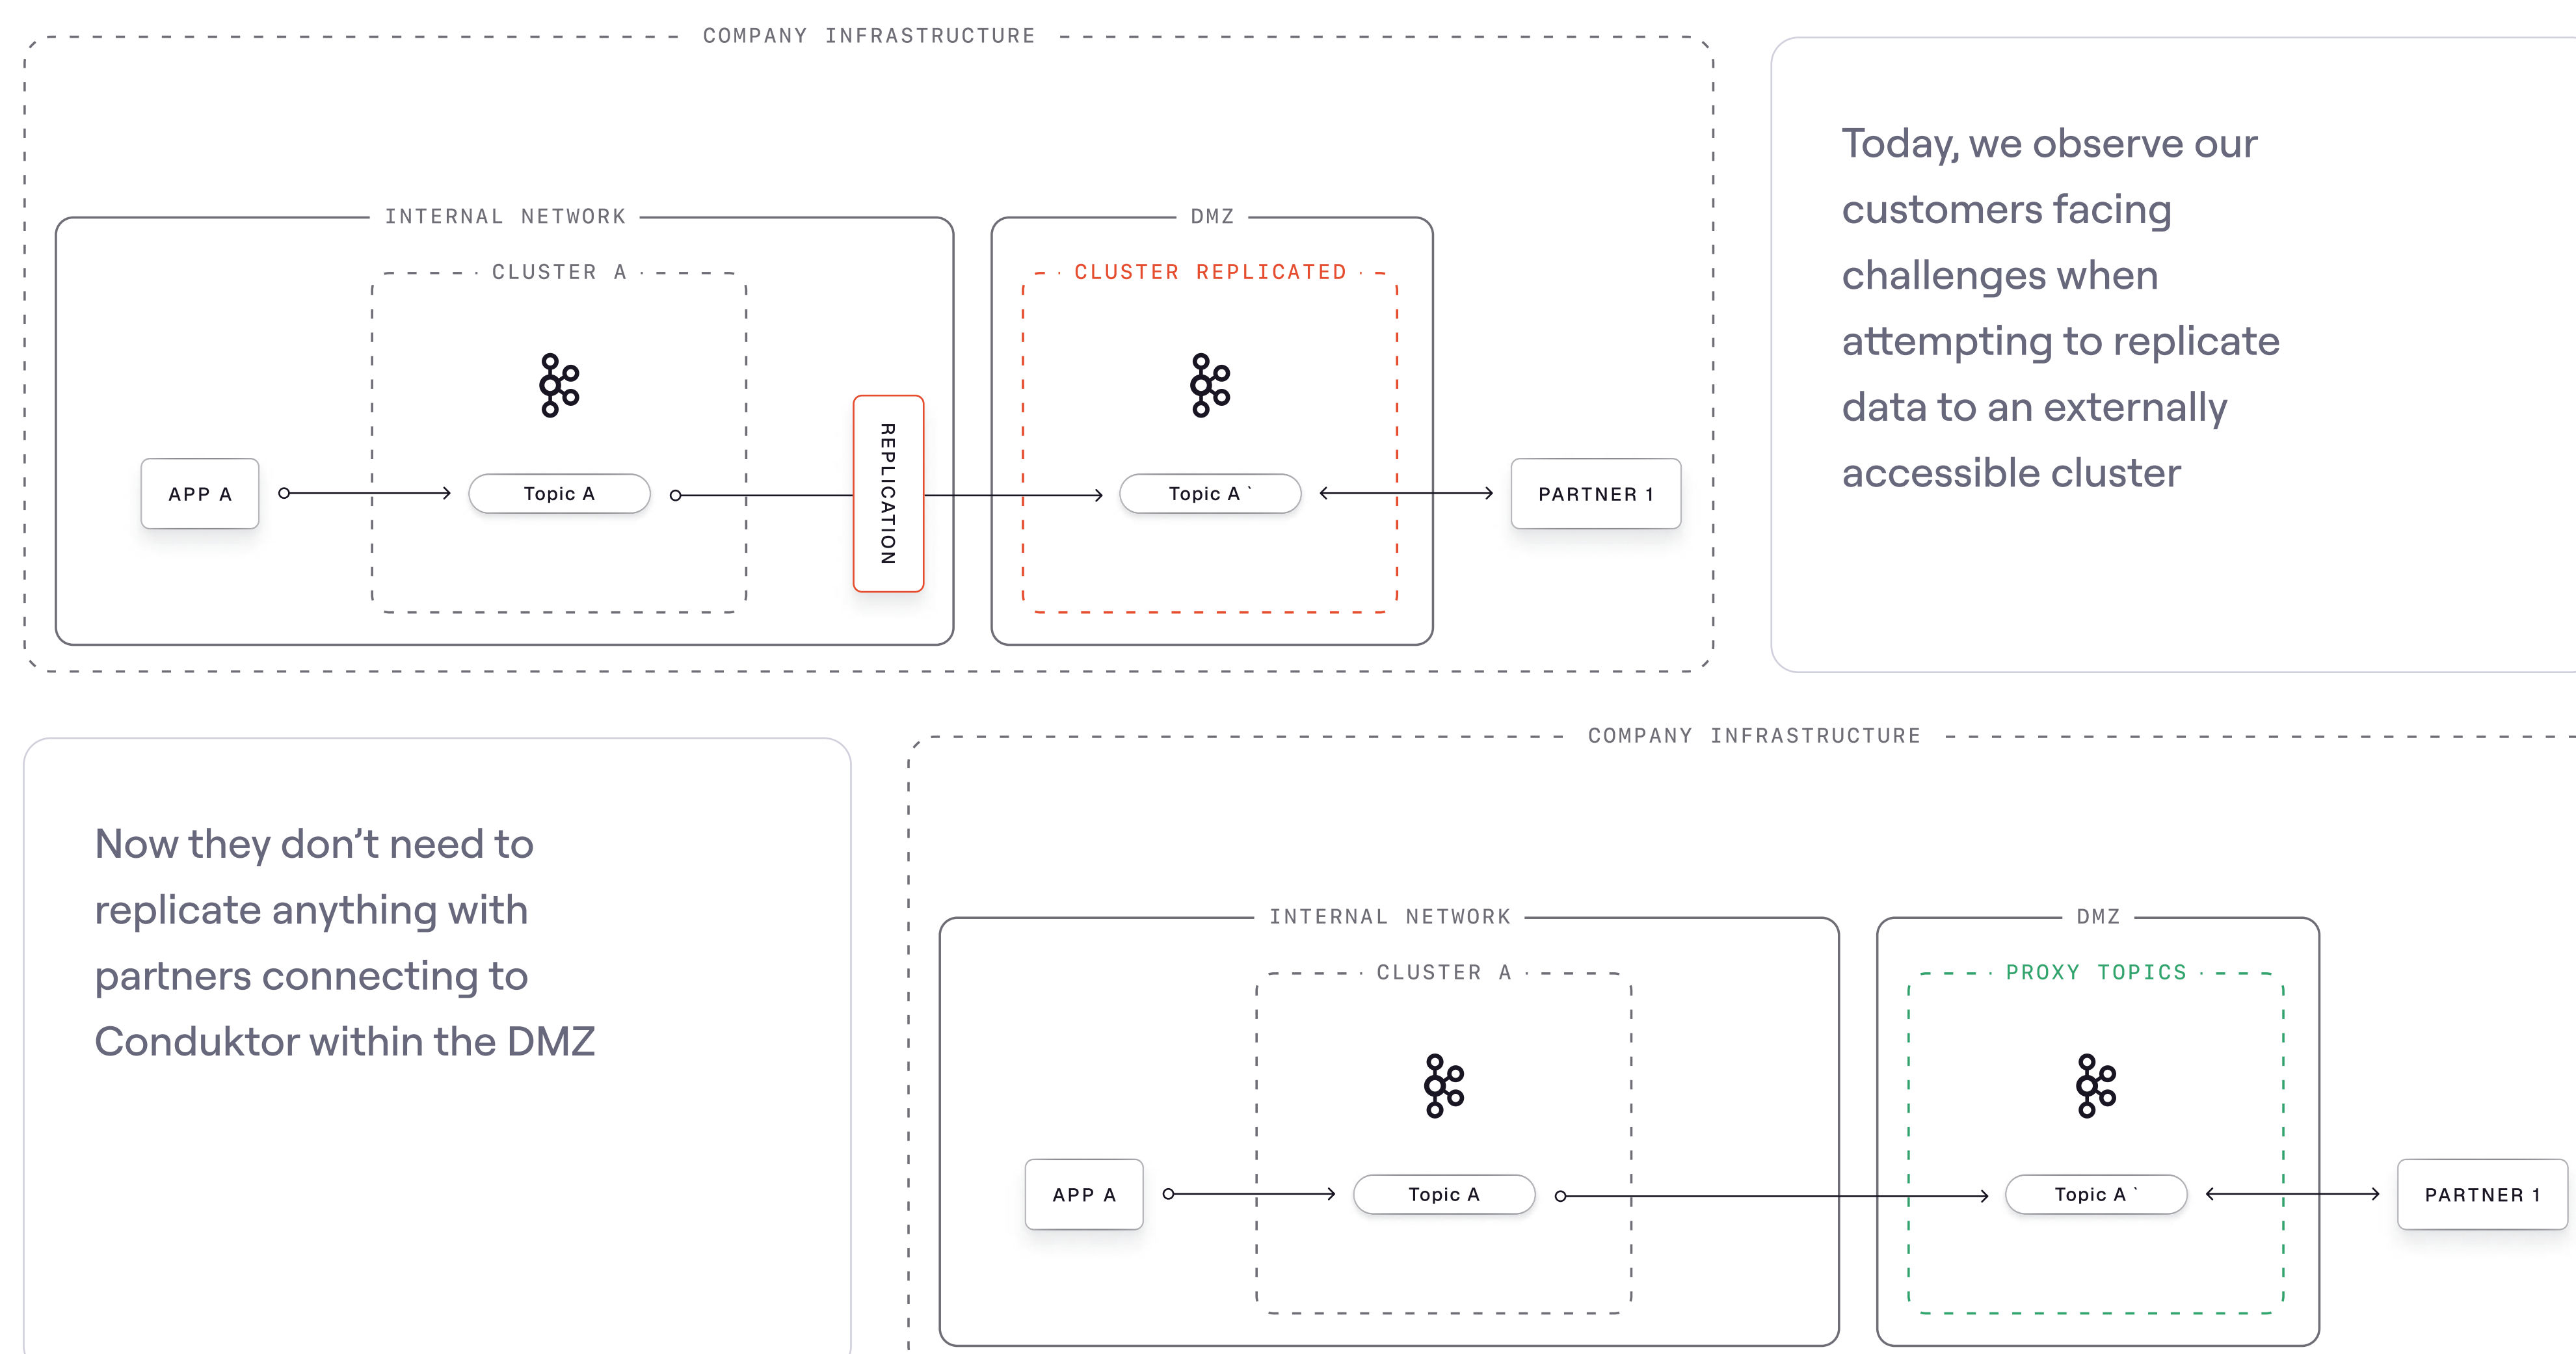 COMPANY INFRASTRUCTURE
INTERNAL NETWORK
DMZ
CLUSTER A
CLUSTER REPLICATED
REPLICATION
APP A
Topic A
Topic A `
PARTNER 1
Today, we observe our
customers facing
challenges when
attempting to replicate
data to an externally
accessible cluster
Now they don’t need to
replicate anything with
partners connecting to
Conduktor within the DMZ
COMPANY INFRASTRUCTURE
INTERNAL NETWORK
DMZ
CLUSTER A
PROXY TOPICS
APP A
Topic A
Topic A `
PARTNER 1